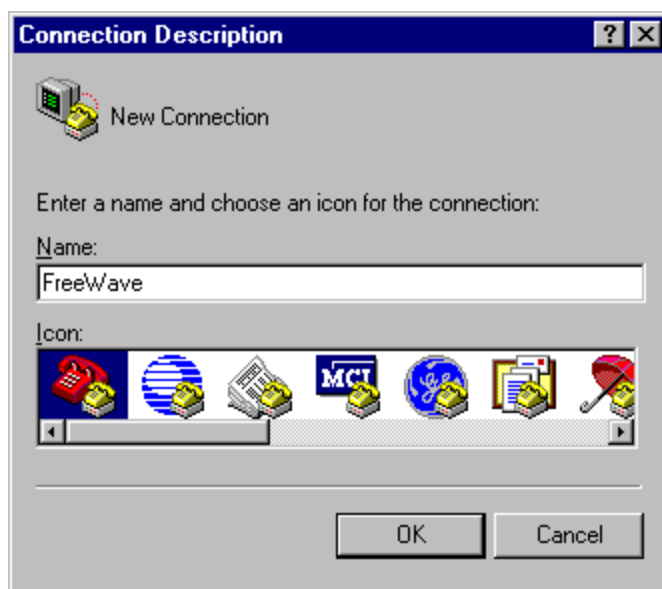 Connection Description
New Connection
Enter a name and choose an icon for the connection:
Name:
FreeWave
Icon:
MCI
OK Cancel